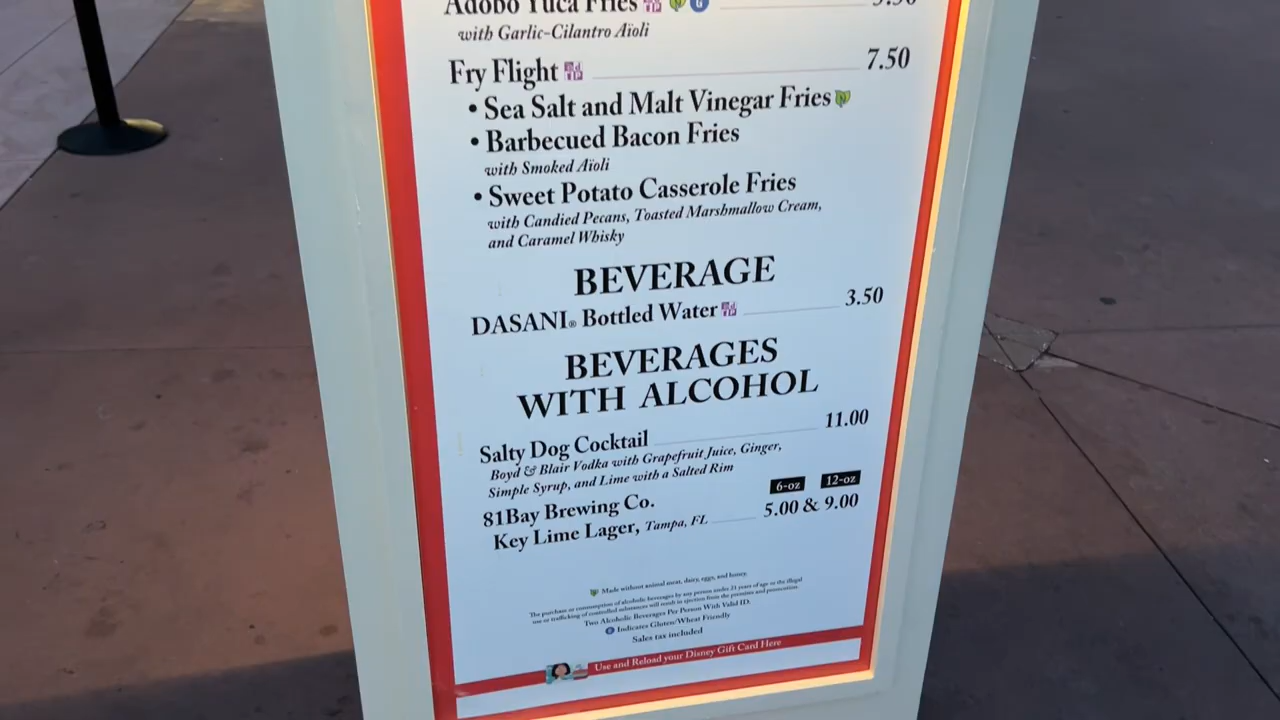 Adobo Yuca Fries
with Garlic-Cilantro Aïoli
Fry Flight 7.50
• Sea Salt and Malt Vinegar Fries
• Barbecued Bacon Fries
with Smoked Aïoli
• Sweet Potato Casserole Fries
with Candied Pecans, Toasted Marshmallow Cream,
and Caramel Whisky
BEVERAGE
DASANI® Bottled Water 3.50
BEVERAGES
WITH ALCOHOL
Salty Dog Cocktail 11.00
Boyd & Blair Vodka with Grapefruit Juice, Ginger,
Simple Syrup, and Lime with a Salted Rim
6-oz 12-oz
81Bay Brewing Co.
Key Lime Lager, Tampa, FL 5.00 & 9.00
Made without animal meat, dairy, eggs, and honey.
The purchase or consumption of alcoholic beverages by any person under 21 years of age or the illegal
use or trafficking of controlled substances will result in ejection from the premises and prosecution.
Two Alcoholic Beverages Per Person With Valid ID.
Indicates Gluten/Wheat Friendly
Sales tax included
Use and Reload your Disney Gift Card Here